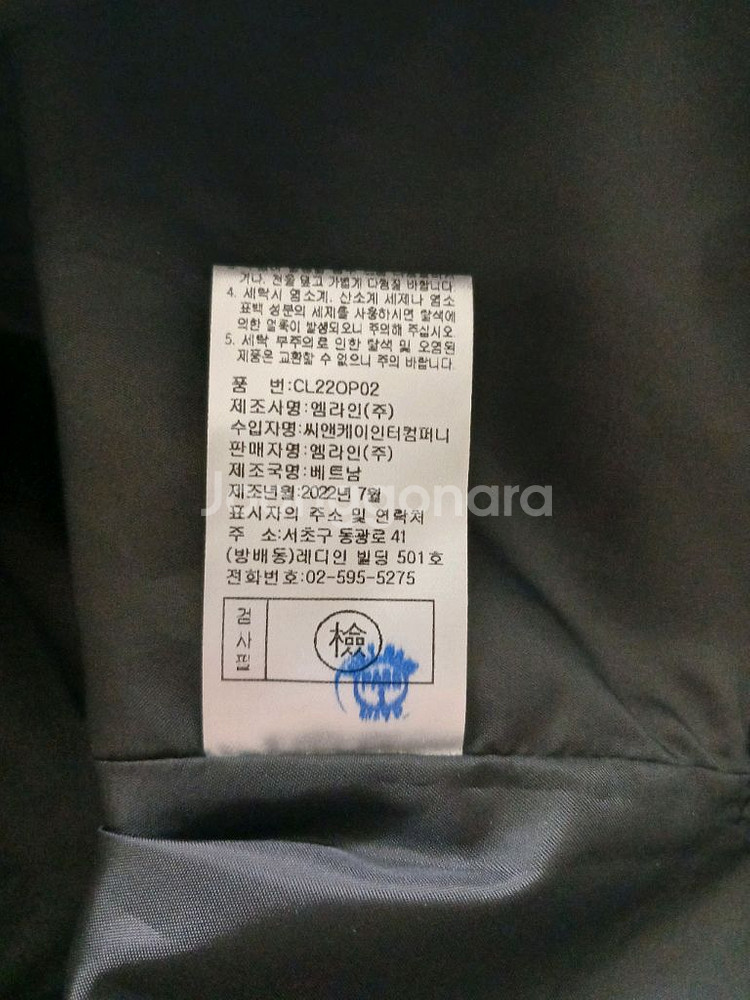 거나, 천을 덮고 가볍게 다림질 바랍니다.
4. 세탁시 염소계, 산소계 세제나 염소
표백 성분의 세제를 사용하시면 탈색에
의한 얼룩이 발생되오니 주의해 주십시오.
5. 세탁 부주의로 인한 탈색 및 오염된
제품은 교환할 수 없으니 주의 바랍니다.
품 번:CL22OP02
제조사명:엠라인(주)
수입자명:씨앤케이인터컴퍼니
판매자명:엠라인(주)
제조국명:베트남
제조년월:2022년 7월
표시자의 주소 및 연락처
주 소:서초구 동광로 41
(방배동)레디인 빌딩 501호
전화번호:02-595-5275
검사필
檢
Joonggonara